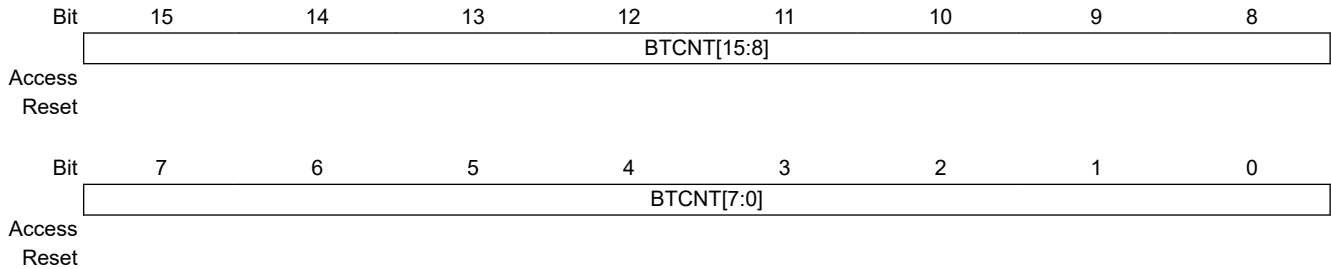 Bit 15 14 13 12 11 10 9 8
BTCNT[15:8]
Access
Reset
Bit 7 6 5 4 3 2 1 0
BTCNT[7:0]
Access
Reset